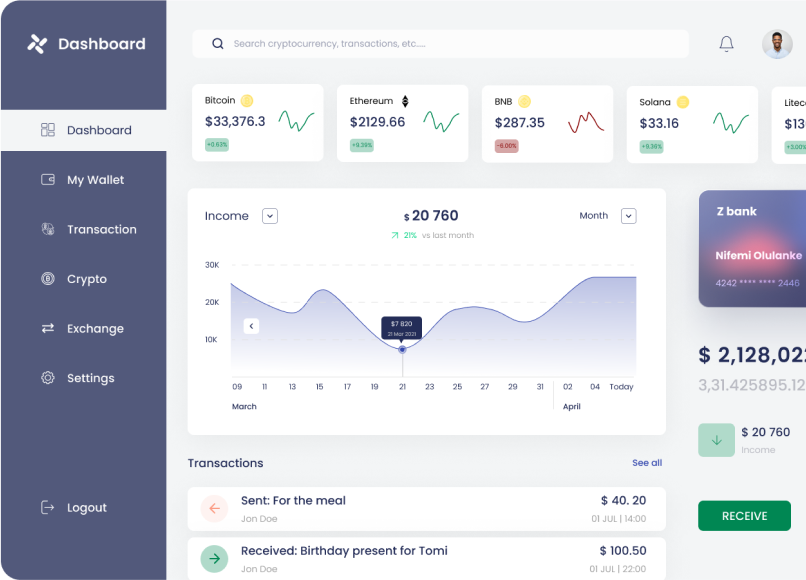 Dashboard
Search cryptocurrency, transactions, etc....
Bitcoin
$33,376.3
+0.63%
Ethereum
$2129.66
+9.39%
BNB
$287.35
-6.00%
Solana
$33.16
+9.36%
Litec
$13
+3.00%
Dashboard
My Wallet
Transaction
Crypto
Exchange
Settings
Logout
Income
$ 20 760
21% vs last month
Month
30K
20K
10K
$7 820
21 Mar 2021
09 11 13 15 17 19 21 23 25 27 29 31 02 04 Today
March
April
Z bank
Nifemi Olulanke
4242 **** **** 2446
$ 2,128,022
3,31.425895.12
$ 20 760
Income
RECEIVE
Transactions
See all
Sent: For the meal
$ 40. 20
Jon Doe
01 JUL | 14:00
Received: Birthday present for Tomi
$ 100.50
Jon Doe
01 JUL | 22:00